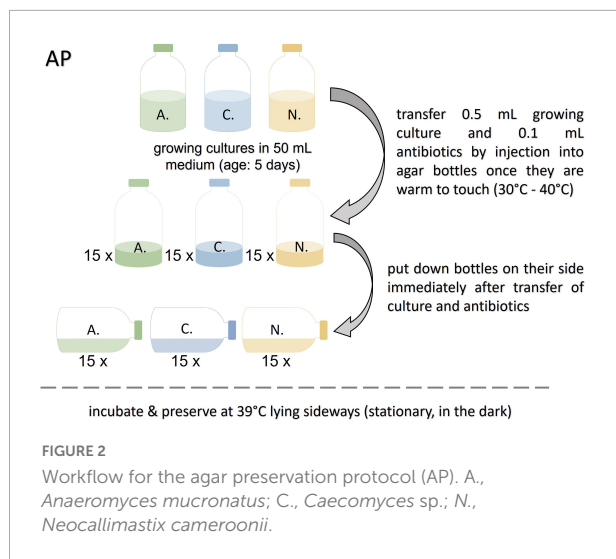 AP
A. C. N.
growing cultures in 50 mL
medium (age: 5 days)
transfer 0.5 mL growing
culture and 0.1 mL
antibiotics by injection into
agar bottles once they are
warm to touch (30°C - 40°C)
15 x A. 15 x C. 15 x N.
put down bottles on their side
immediately after transfer of
culture and antibiotics
A. C. N.
15 x 15 x 15 x
incubate & preserve at 39°C lying sideways (stationary, in the dark)
FIGURE 2
Workflow for the agar preservation protocol (AP). A.,
Anaeromyces mucronatus; C., Caecomyces sp.; N.,
Neocallimastix cameroonii.